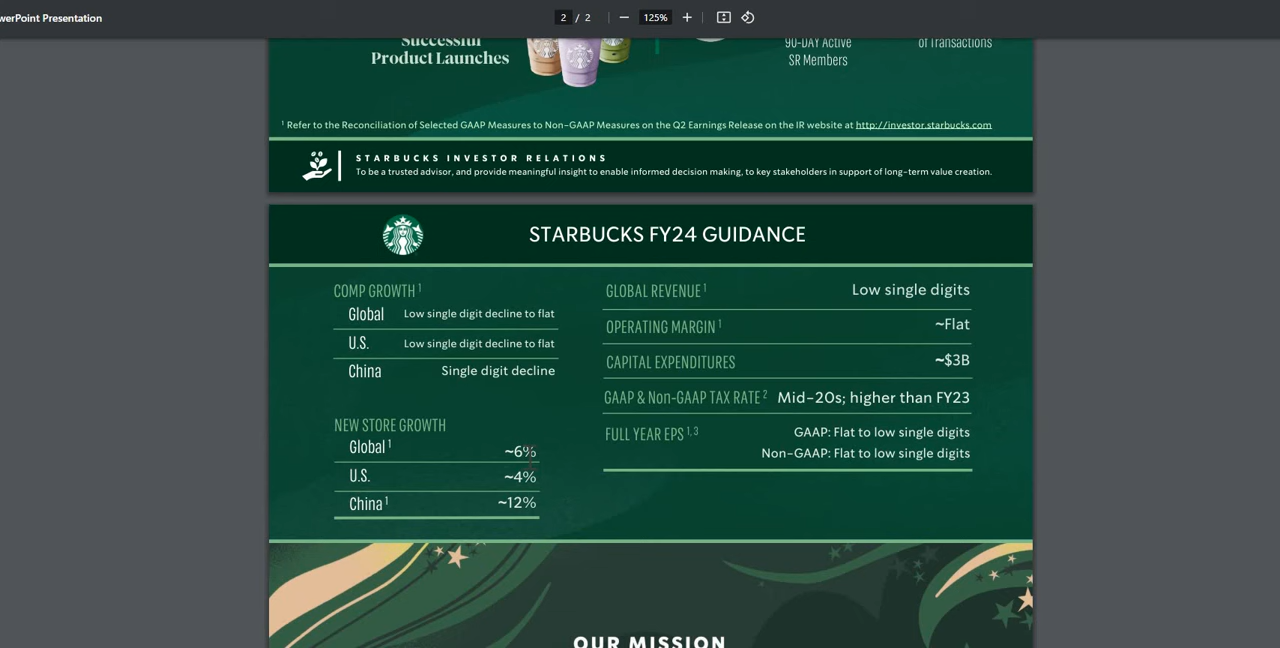 werPoint Presentation
2 / 2
125%
Successful
Product Launches
90-DAY Active
SR Members
of Transactions
1 Refer to the Reconciliation of Selected GAAP Measures to Non-GAAP Measures on the Q2 Earnings Release on the IR website at http://investor.starbucks.com
STARBUCKS INVESTOR RELATIONS
To be a trusted advisor, and provide meaningful insight to enable informed decision making, to key stakeholders in support of long-term value creation.
STARBUCKS FY24 GUIDANCE
COMP GROWTH 1
Global Low single digit decline to flat
U.S. Low single digit decline to flat
China Single digit decline
NEW STORE GROWTH
Global 1 ~6%
U.S. ~4%
China 1 ~12%
GLOBAL REVENUE 1 Low single digits
OPERATING MARGIN 1 ~Flat
CAPITAL EXPENDITURES ~$3B
GAAP & Non-GAAP TAX RATE 2 Mid-20s; higher than FY23
FULL YEAR EPS 1,3 GAAP: Flat to low single digits
Non-GAAP: Flat to low single digits
OUR MISSION